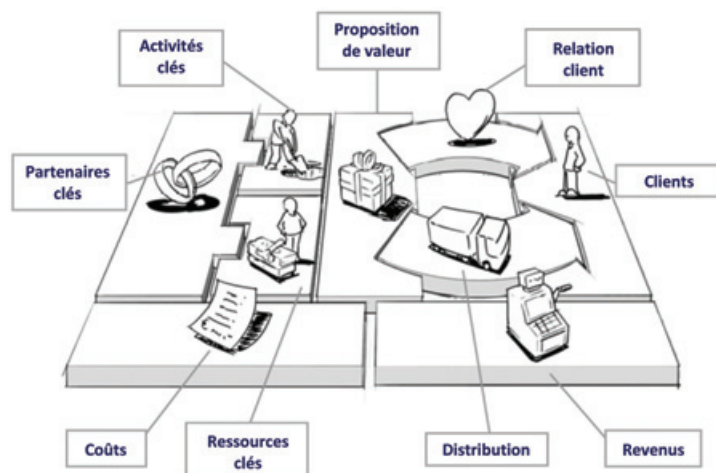 Activités
clés
Proposition
de valeur
Relation
client
Partenaires
clés
Clients
Coûts
Ressources
clés
Distribution
Revenus